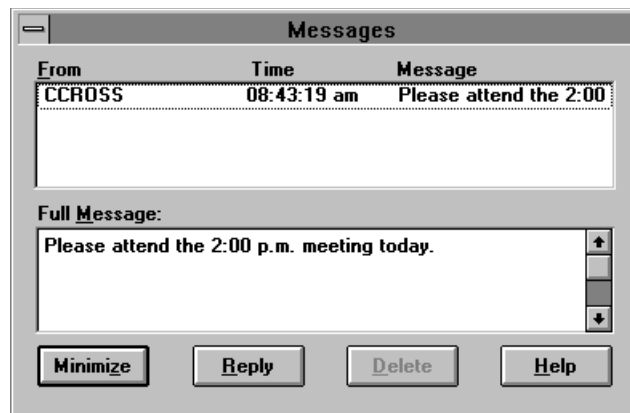 Messages
From Time Message
CCROSS 08:43:19 am Please attend the 2:00
Full Message:
Please attend the 2:00 p.m. meeting today.
Minimize Reply Delete Help